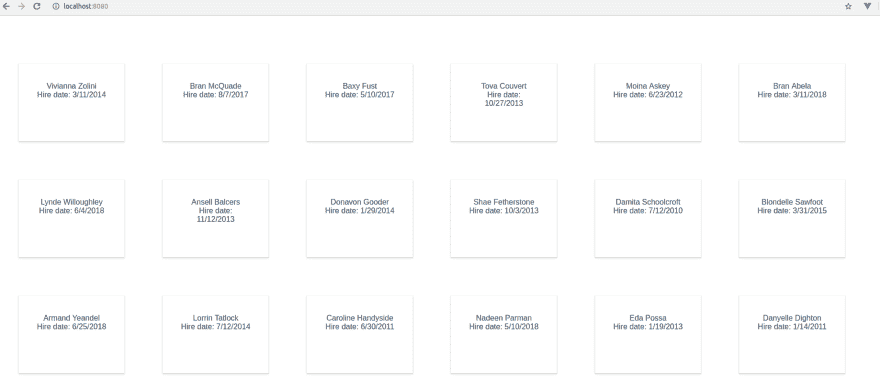 localhost:8080
Vivianna Zolini
Hire date: 3/11/2014
Bran McQuade
Hire date: 8/7/2017
Baxy Fust
Hire date: 5/10/2017
Tova Couvert
Hire date:
10/27/2013
Moina Askey
Hire date: 6/23/2012
Bran Abela
Hire date: 3/11/2018
Lynde Willoughley
Hire date: 6/4/2018
Ansell Balcers
Hire date:
11/12/2013
Donavon Gooder
Hire date: 1/29/2014
Shae Fetherstone
Hire date: 10/3/2013
Damita Schoolcroft
Hire date: 7/12/2010
Blondelle Sawfoot
Hire date: 3/31/2015
Armand Yeandel
Hire date: 6/25/2018
Lorrin Tatlock
Hire date: 7/12/2014
Caroline Handyside
Hire date: 6/30/2011
Nadeen Parman
Hire date: 5/10/2018
Eda Possa
Hire date: 1/19/2013
Danyelle Dighton
Hire date: 1/14/2011